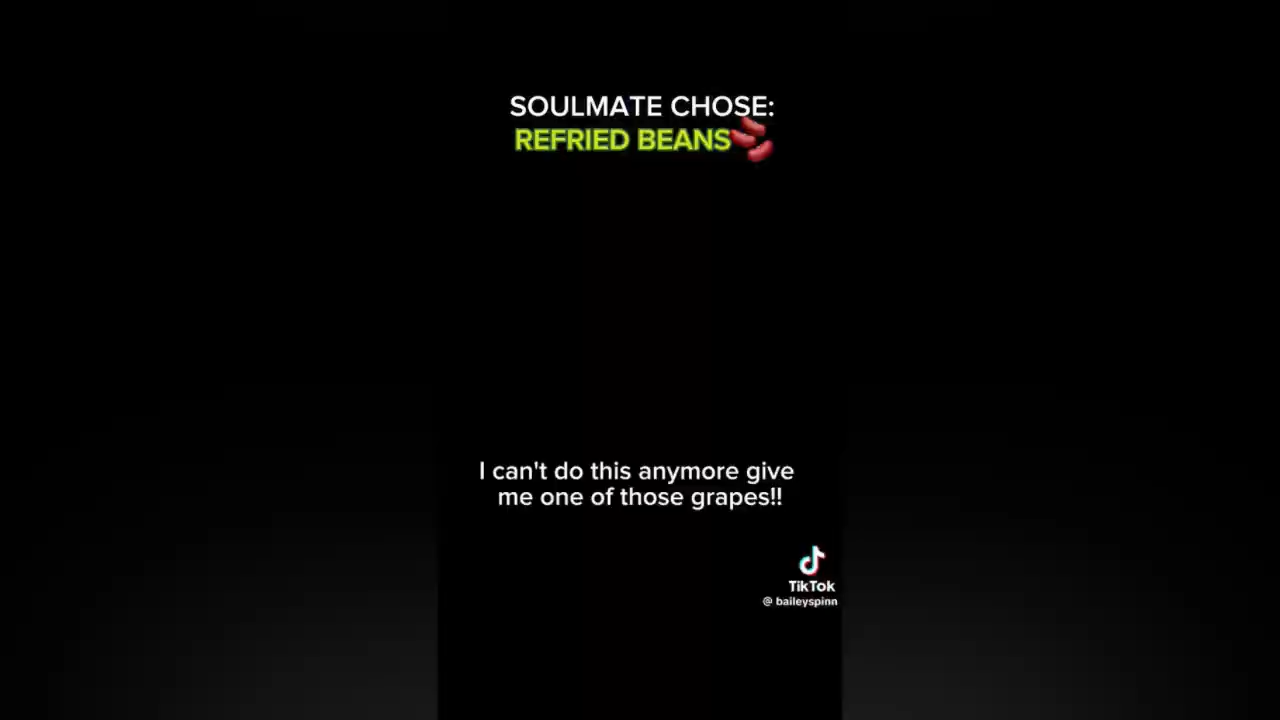 SOULMATE CHOSE:
REFRIED BEANS
I can't do this anymore give
me one of those grapes!!
TikTok
@ baileyspinn